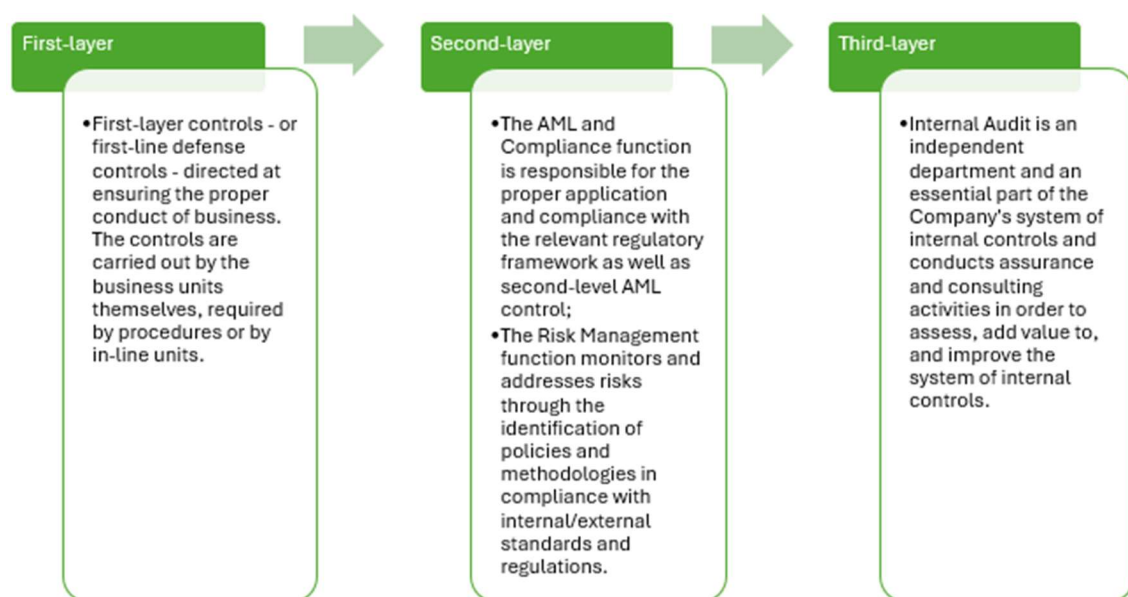 First-layer
•First-layer controls - or
first-line defense
controls - directed at
ensuring the proper
conduct of business.
The controls are
carried out by the
business units
themselves, required
by procedures or by
in-line units.
Second-layer
•The AML and
Compliance function
is responsible for the
proper application
and compliance with
the relevant regulatory
framework as well as
second-level AML
control;
•The Risk Management
function monitors and
addresses risks
through the
identification of
policies and
methodologies in
compliance with
internal/external
standards and
regulations.
Third-layer
•Internal Audit is an
independent
department and an
essential part of the
Company's system of
internal controls and
conducts assurance
and consulting
activities in order to
assess, add value to,
and improve the
system of internal
controls.